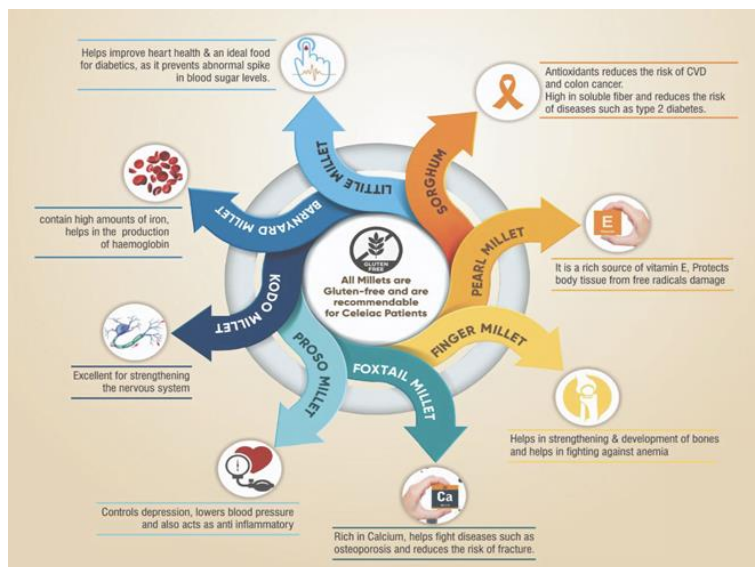 Helps improve heart health & an ideal food
for diabetics, as it prevents abnormal spike
in blood sugar levels.
Antioxidants reduces the risk of CVD
and colon cancer.
High in soluble fiber and reduces the risk
of diseases such as type 2 diabetes.
LITTILE MILLET
SORGHUM
BARNYARD MILLET
contain high amounts of iron,
helps in the production
of haemoglobin
PEARL MILLET
E
It is a rich source of vitamin E, Protects
body tissue from free radicals damage
GLUTEN
FREE
All Millets are
Gluten-free and are
recommendable
for Celeiac Patients
KODO MILLET
Excellent for strengthening
the nervous system
FINGER MILLET
Helps in strengthening & development of bones
and helps in fighting against anemia
PROSO MILLET
Controls depression, lowers blood pressure
and also acts as anti inflammatory
FOXTAIL MILLET
Ca
Rich in Calcium, helps fight diseases such as
osteoporosis and reduces the risk of fracture.